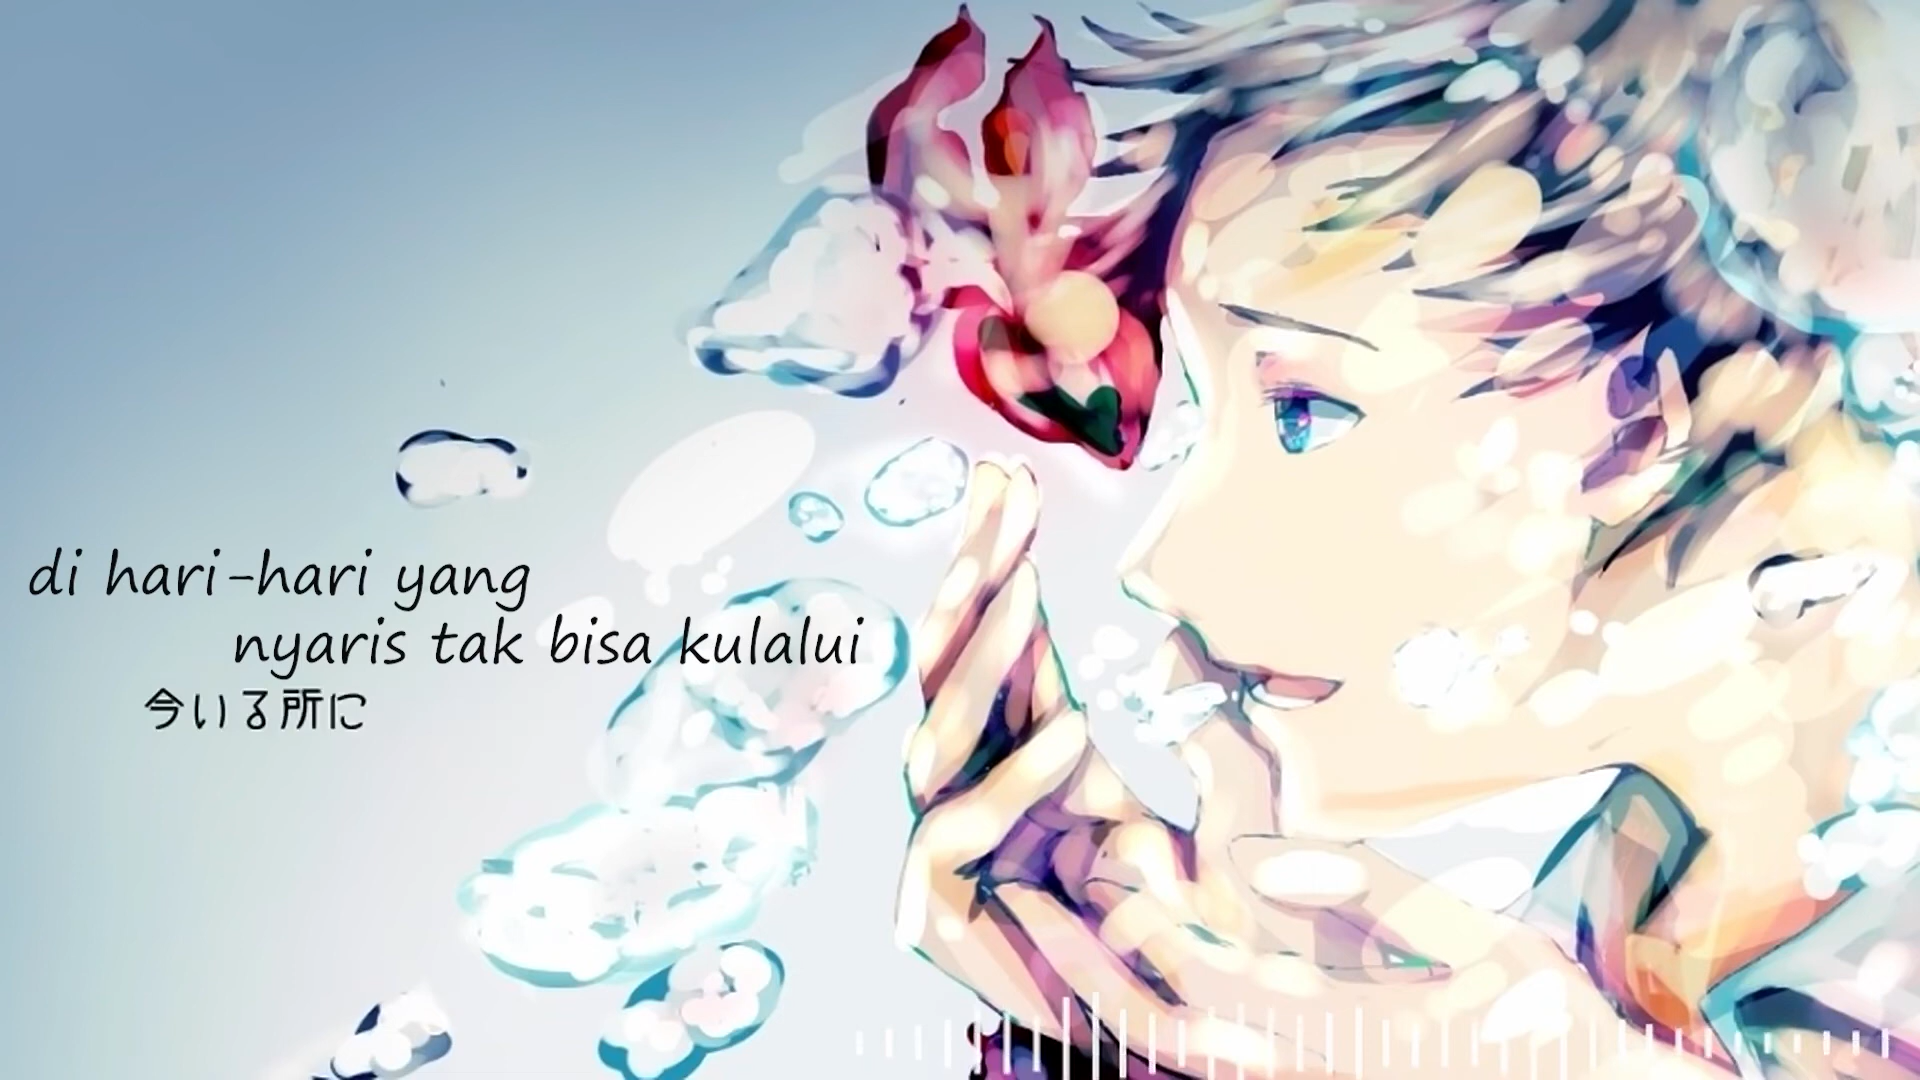 di hari-hari yang
nyaris tak bisa kulalui
今いる所に